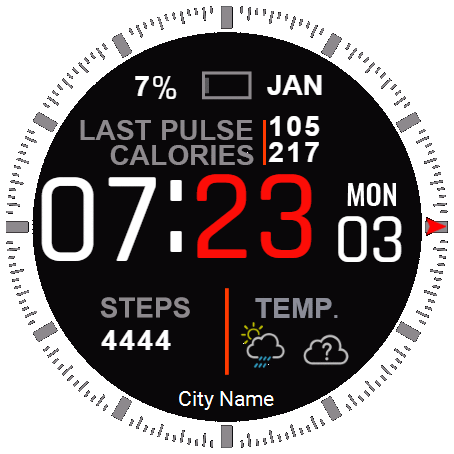 7% JAN
LAST PULSE 105
CALORIES 217
07:23 MON 03
STEPS TEMP.
4444 ?
City Name